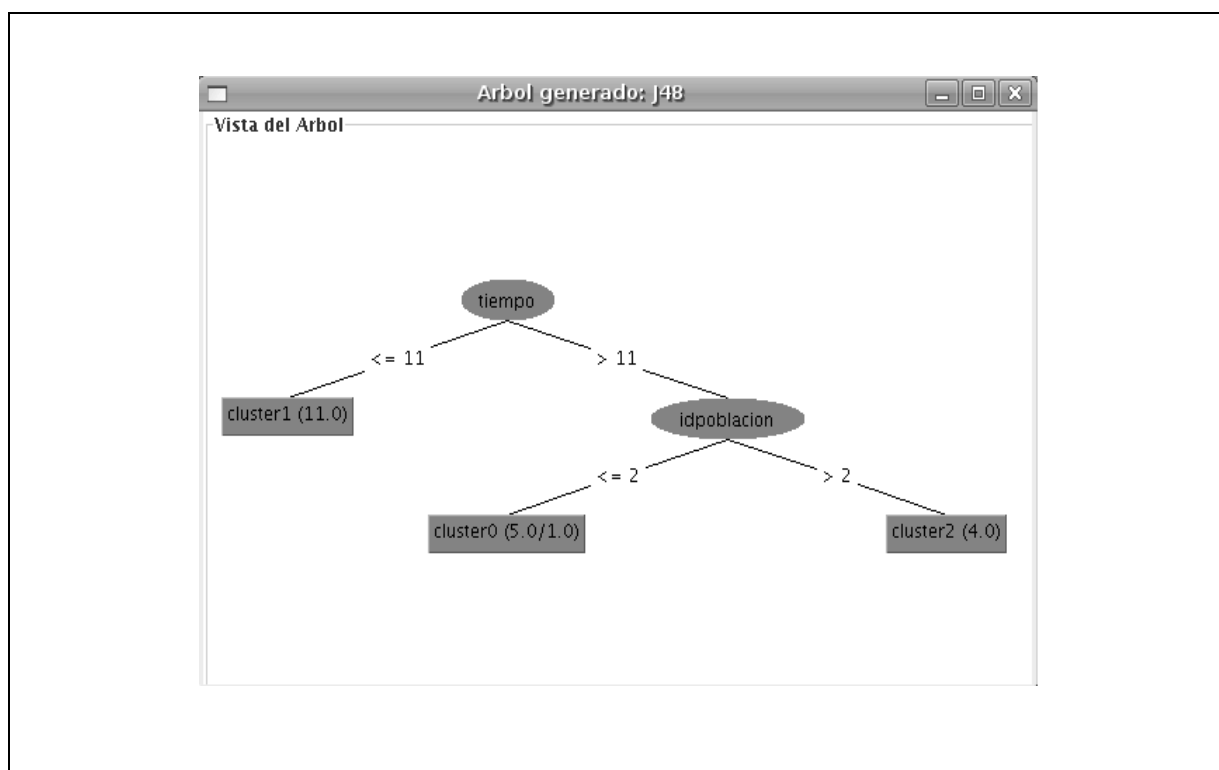 Arbol generado: J48
Vista del Arbol
tiempo
<= 11
> 11
cluster1 (11.0)
idpoblacion
<= 2
> 2
cluster0 (5.0/1.0)
cluster2 (4.0)